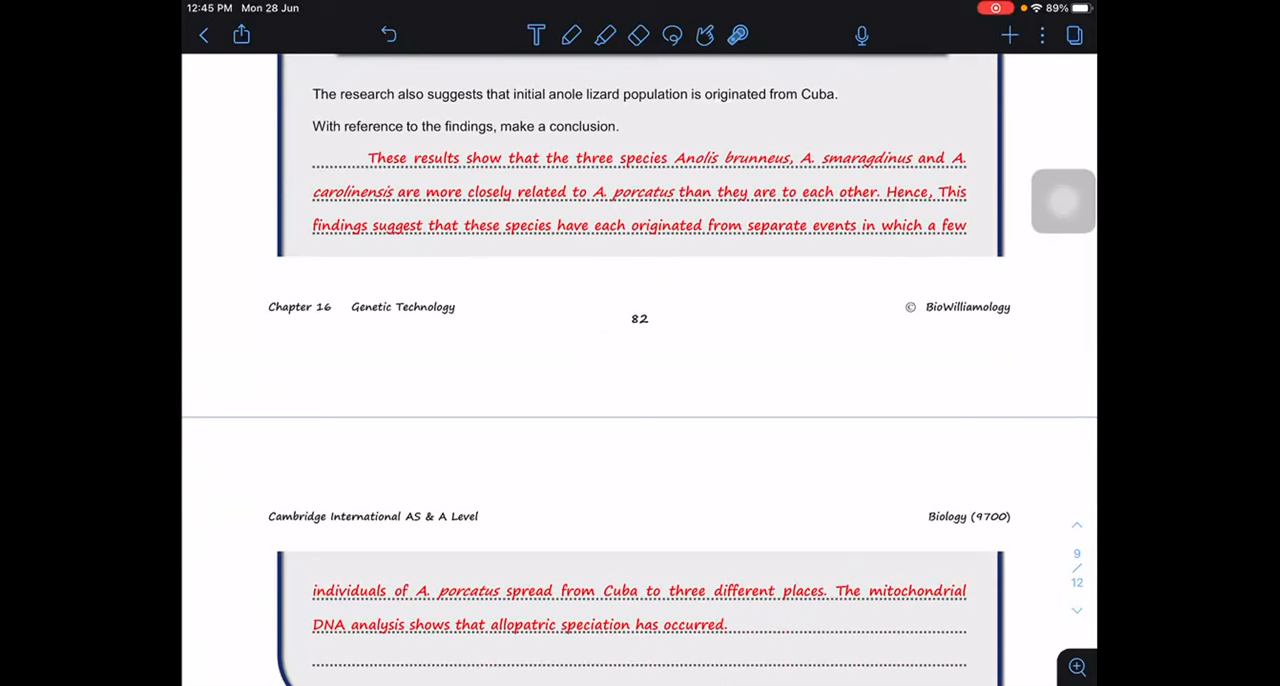 12:45 PM Mon 28 Jun
89%
The research also suggests that initial anole lizard population is originated from Cuba.
With reference to the findings, make a conclusion.
These results show that the three species Anolis brunneus, A. smaragdinus and A.
carolinensis are more closely related to A. porcatus than they are to each other. Hence, This
findings suggest that these species have each originated from separate events in which a few
Chapter 16 Genetic Technology
82
© BioWilliamology
Cambridge International AS & A Level
Biology (9700)
9
/
12
individuals of A. porcatus spread from Cuba to three different places. The mitochondrial
DNA analysis shows that allopatric speciation has occurred.